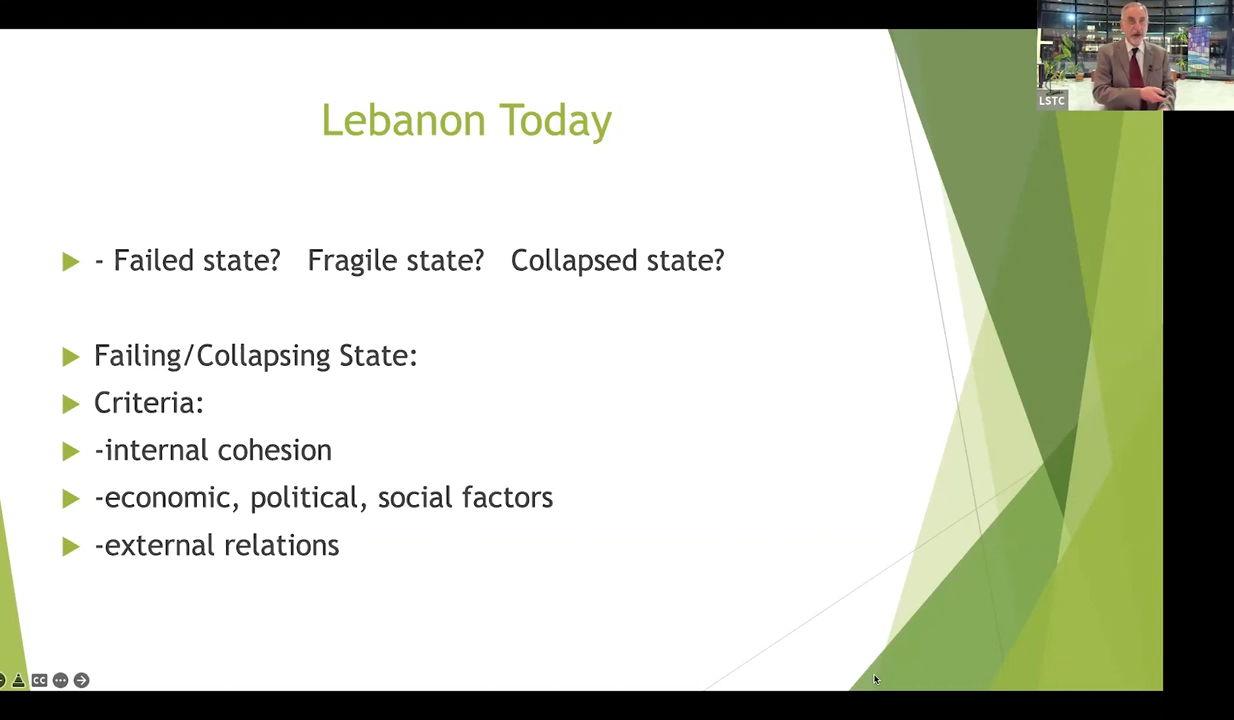 LSTC
Lebanon Today
- Failed state? Fragile state? Collapsed state?
Failing/Collapsing State:
Criteria:
-internal cohesion
-economic, political, social factors
-external relations
CC